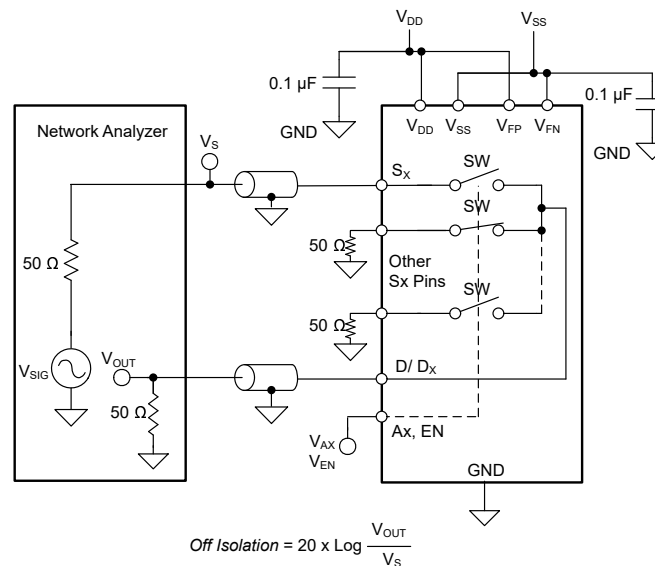 V_DD
V_SS
0.1 µF
0.1 µF
GND
GND
V_DD
V_SS
V_FP
V_FN
Network Analyzer
V_S
S_X
SW
SW
SW
50 Ω
50 Ω
Other
Sx Pins
50 Ω
V_SIG
V_OUT
50 Ω
D/ D_X
Ax, EN
V_AX
V_EN
GND
Off Isolation = 20 x Log V_OUT / V_S